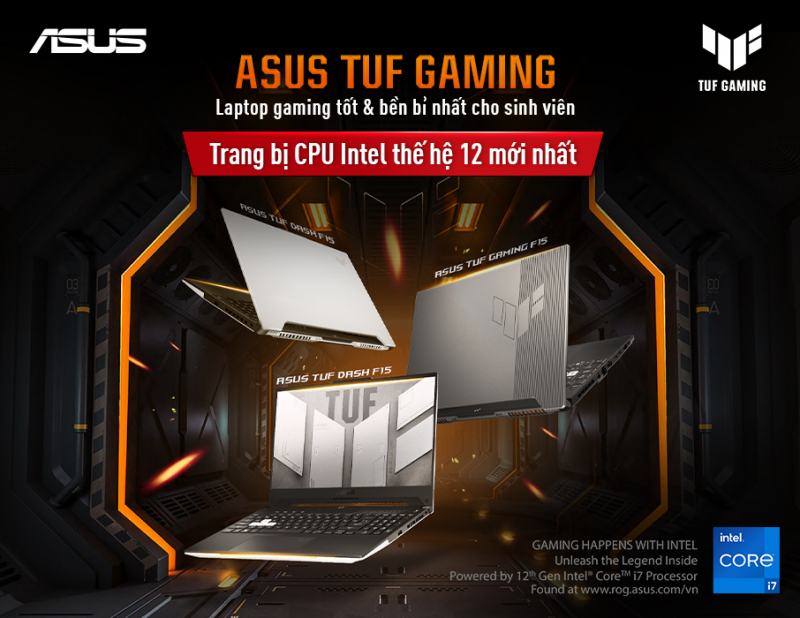 ASUS
TUF GAMING
ASUS TUF GAMING
Laptop gaming tốt & bền bỉ nhất cho sinh viên
Trang bị CPU Intel thế hệ 12 mới nhất
ASUS TUF DASH F15
ASUS TUF GAMING F15
ASUS TUF DASH F15
TUF
03
A
03
A
GAMING HAPPENS WITH INTEL
Unleash the Legend Inside
Powered by 12th Gen Intel® Core™ i7 Processor
Found at www.rog.asus.com/vn
intel.
CORE
i7